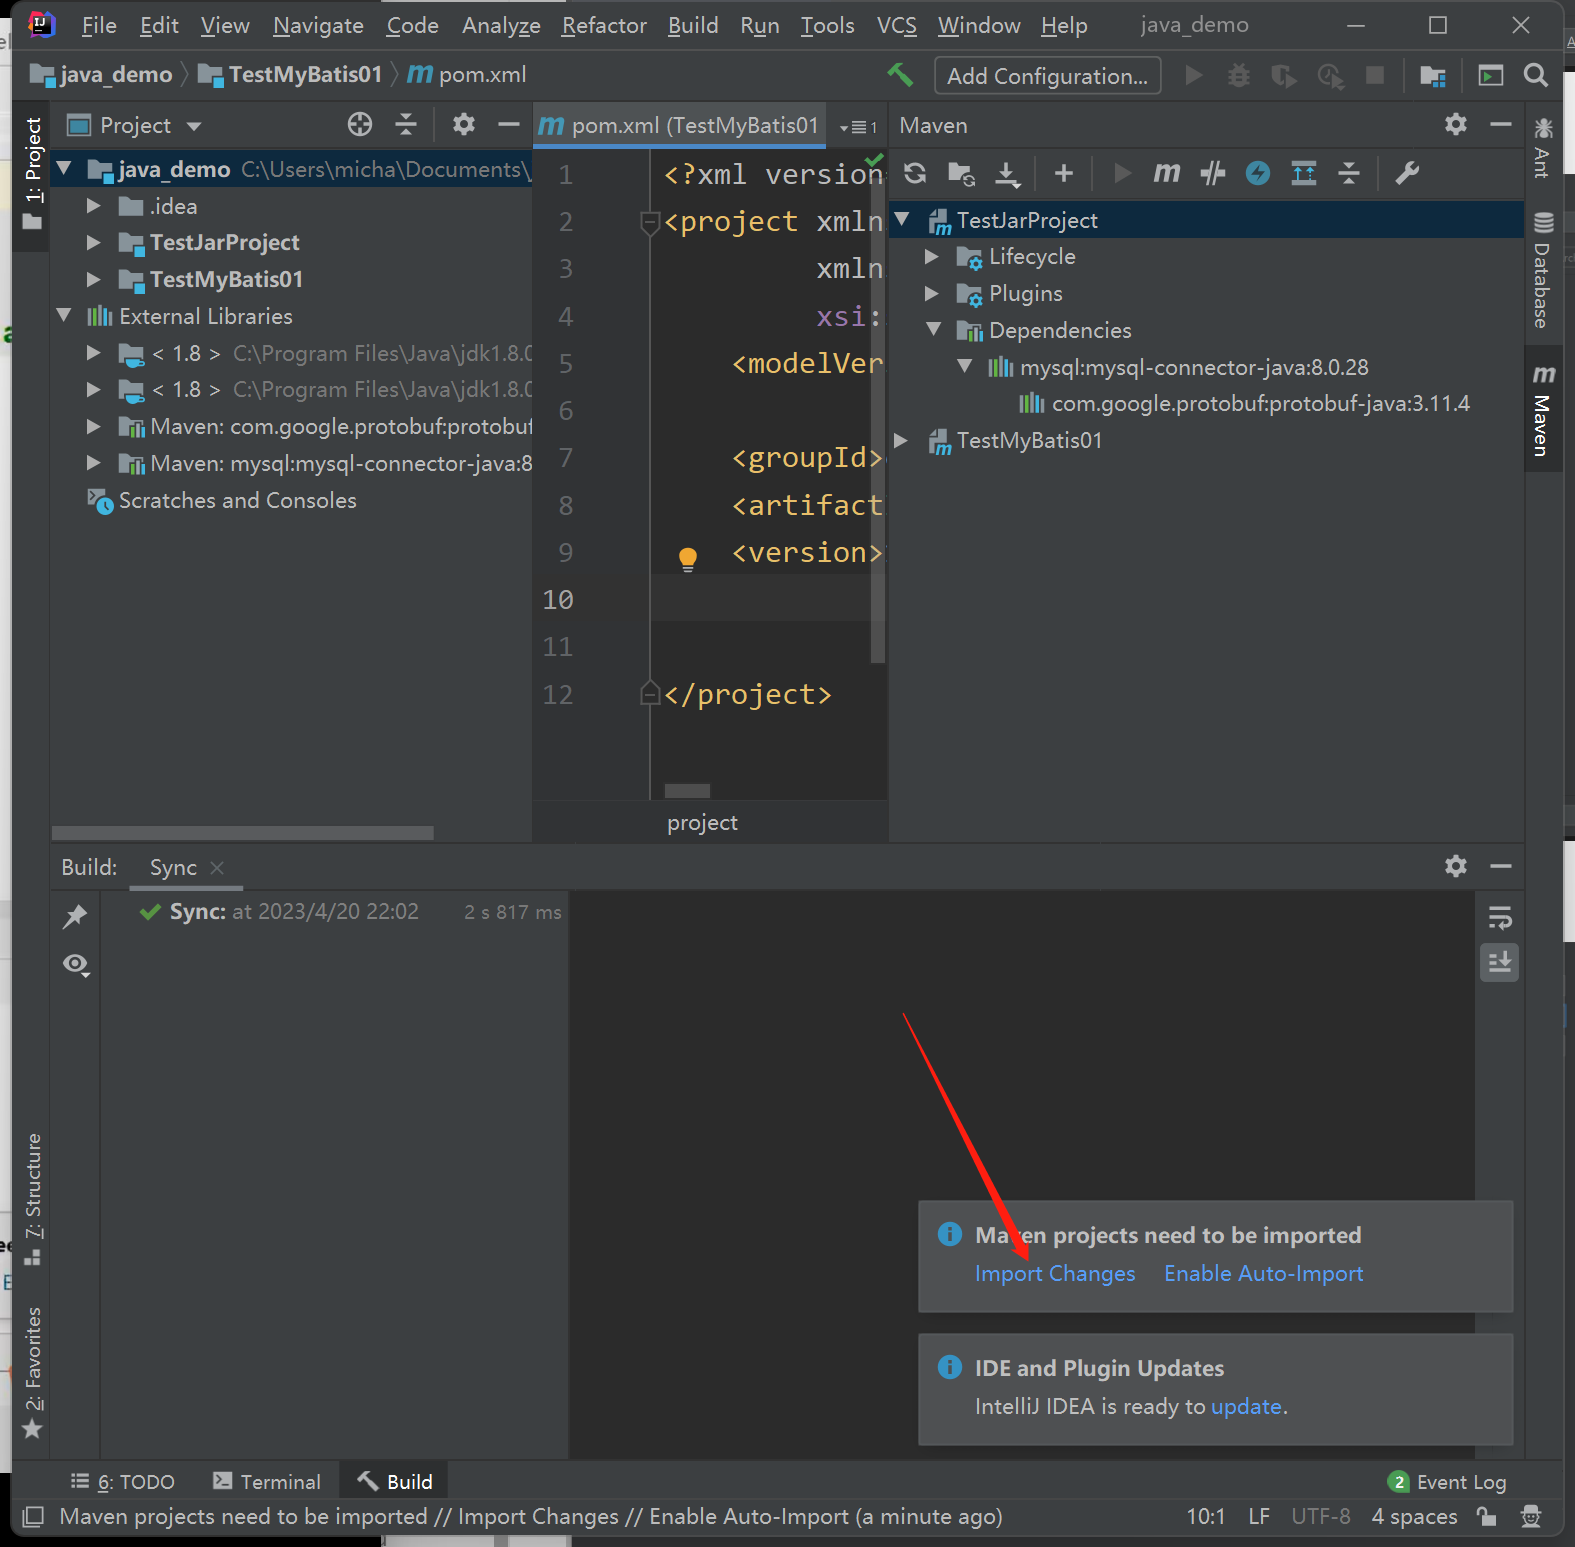 File Edit View Navigate Code Analyze Refactor Build Run Tools VCS Window Help java_demo
java_demo TestMyBatis01 pom.xml Add Configuration...
1: Project
Project
java_demo C:\Users\micha\Documents\
.idea
TestJarProject
TestMyBatis01
External Libraries
< 1.8 > C:\Program Files\Java\jdk1.8.0
< 1.8 > C:\Program Files\Java\jdk1.8.0
Maven: com.google.protobuf:protobuf
Maven: mysql:mysql-connector-java:8
Scratches and Consoles
pom.xml (TestMyBatis01
1
1 <?xml version
2 <project xmln
3 xmln
4 xsi:
5 <modelVer
6
7 <groupId>
8 <artifact
9 <version>
10
11
12 </project>
project
Maven
TestJarProject
Lifecycle
Plugins
Dependencies
mysql:mysql-connector-java:8.0.28
com.google.protobuf:protobuf-java:3.11.4
TestMyBatis01
Ant
Database
Maven
Build: Sync
Sync: at 2023/4/20 22:02 2 s 817 ms
7: Structure
2: Favorites
Maven projects need to be imported
Import Changes Enable Auto-Import
IDE and Plugin Updates
IntelliJ IDEA is ready to update.
6: TODO Terminal Build 2 Event Log
Maven projects need to be imported // Import Changes // Enable Auto-Import (a minute ago) 10:1 LF UTF-8 4 spaces